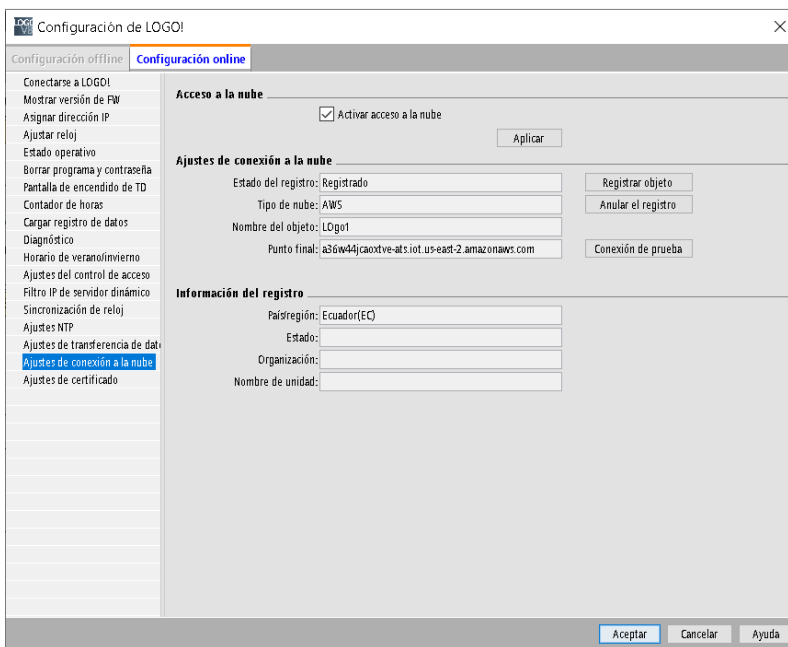 Configuración de LOGO!
Configuración offline Configuración online
Conectarse a LOGO!
Mostrar versión de FW
Asignar dirección IP
Ajustar reloj
Estado operativo
Borrar programa y contraseña
Pantalla de encendido de TD
Contador de horas
Cargar registro de datos
Diagnóstico
Horario de verano/invierno
Ajustes del control de acceso
Filtro IP de servidor dinámico
Sincronización de reloj
Ajustes NTP
Ajustes de transferencia de dat
Ajustes de conexión a la nube
Ajustes de certificado
Acceso a la nube
Activar acceso a la nube
Aplicar
Ajustes de conexión a la nube
Estado del registro: Registrado Registrar objeto
Tipo de nube: AWS Anular el registro
Nombre del objeto: LOgo1
Punto final: a36w44jcaoxtve-ats.iot.us-east-2.amazonaws.com Conexión de prueba
Información del registro
País/región: Ecuador(EC)
Estado:
Organización:
Nombre de unidad:
Aceptar Cancelar Ayuda